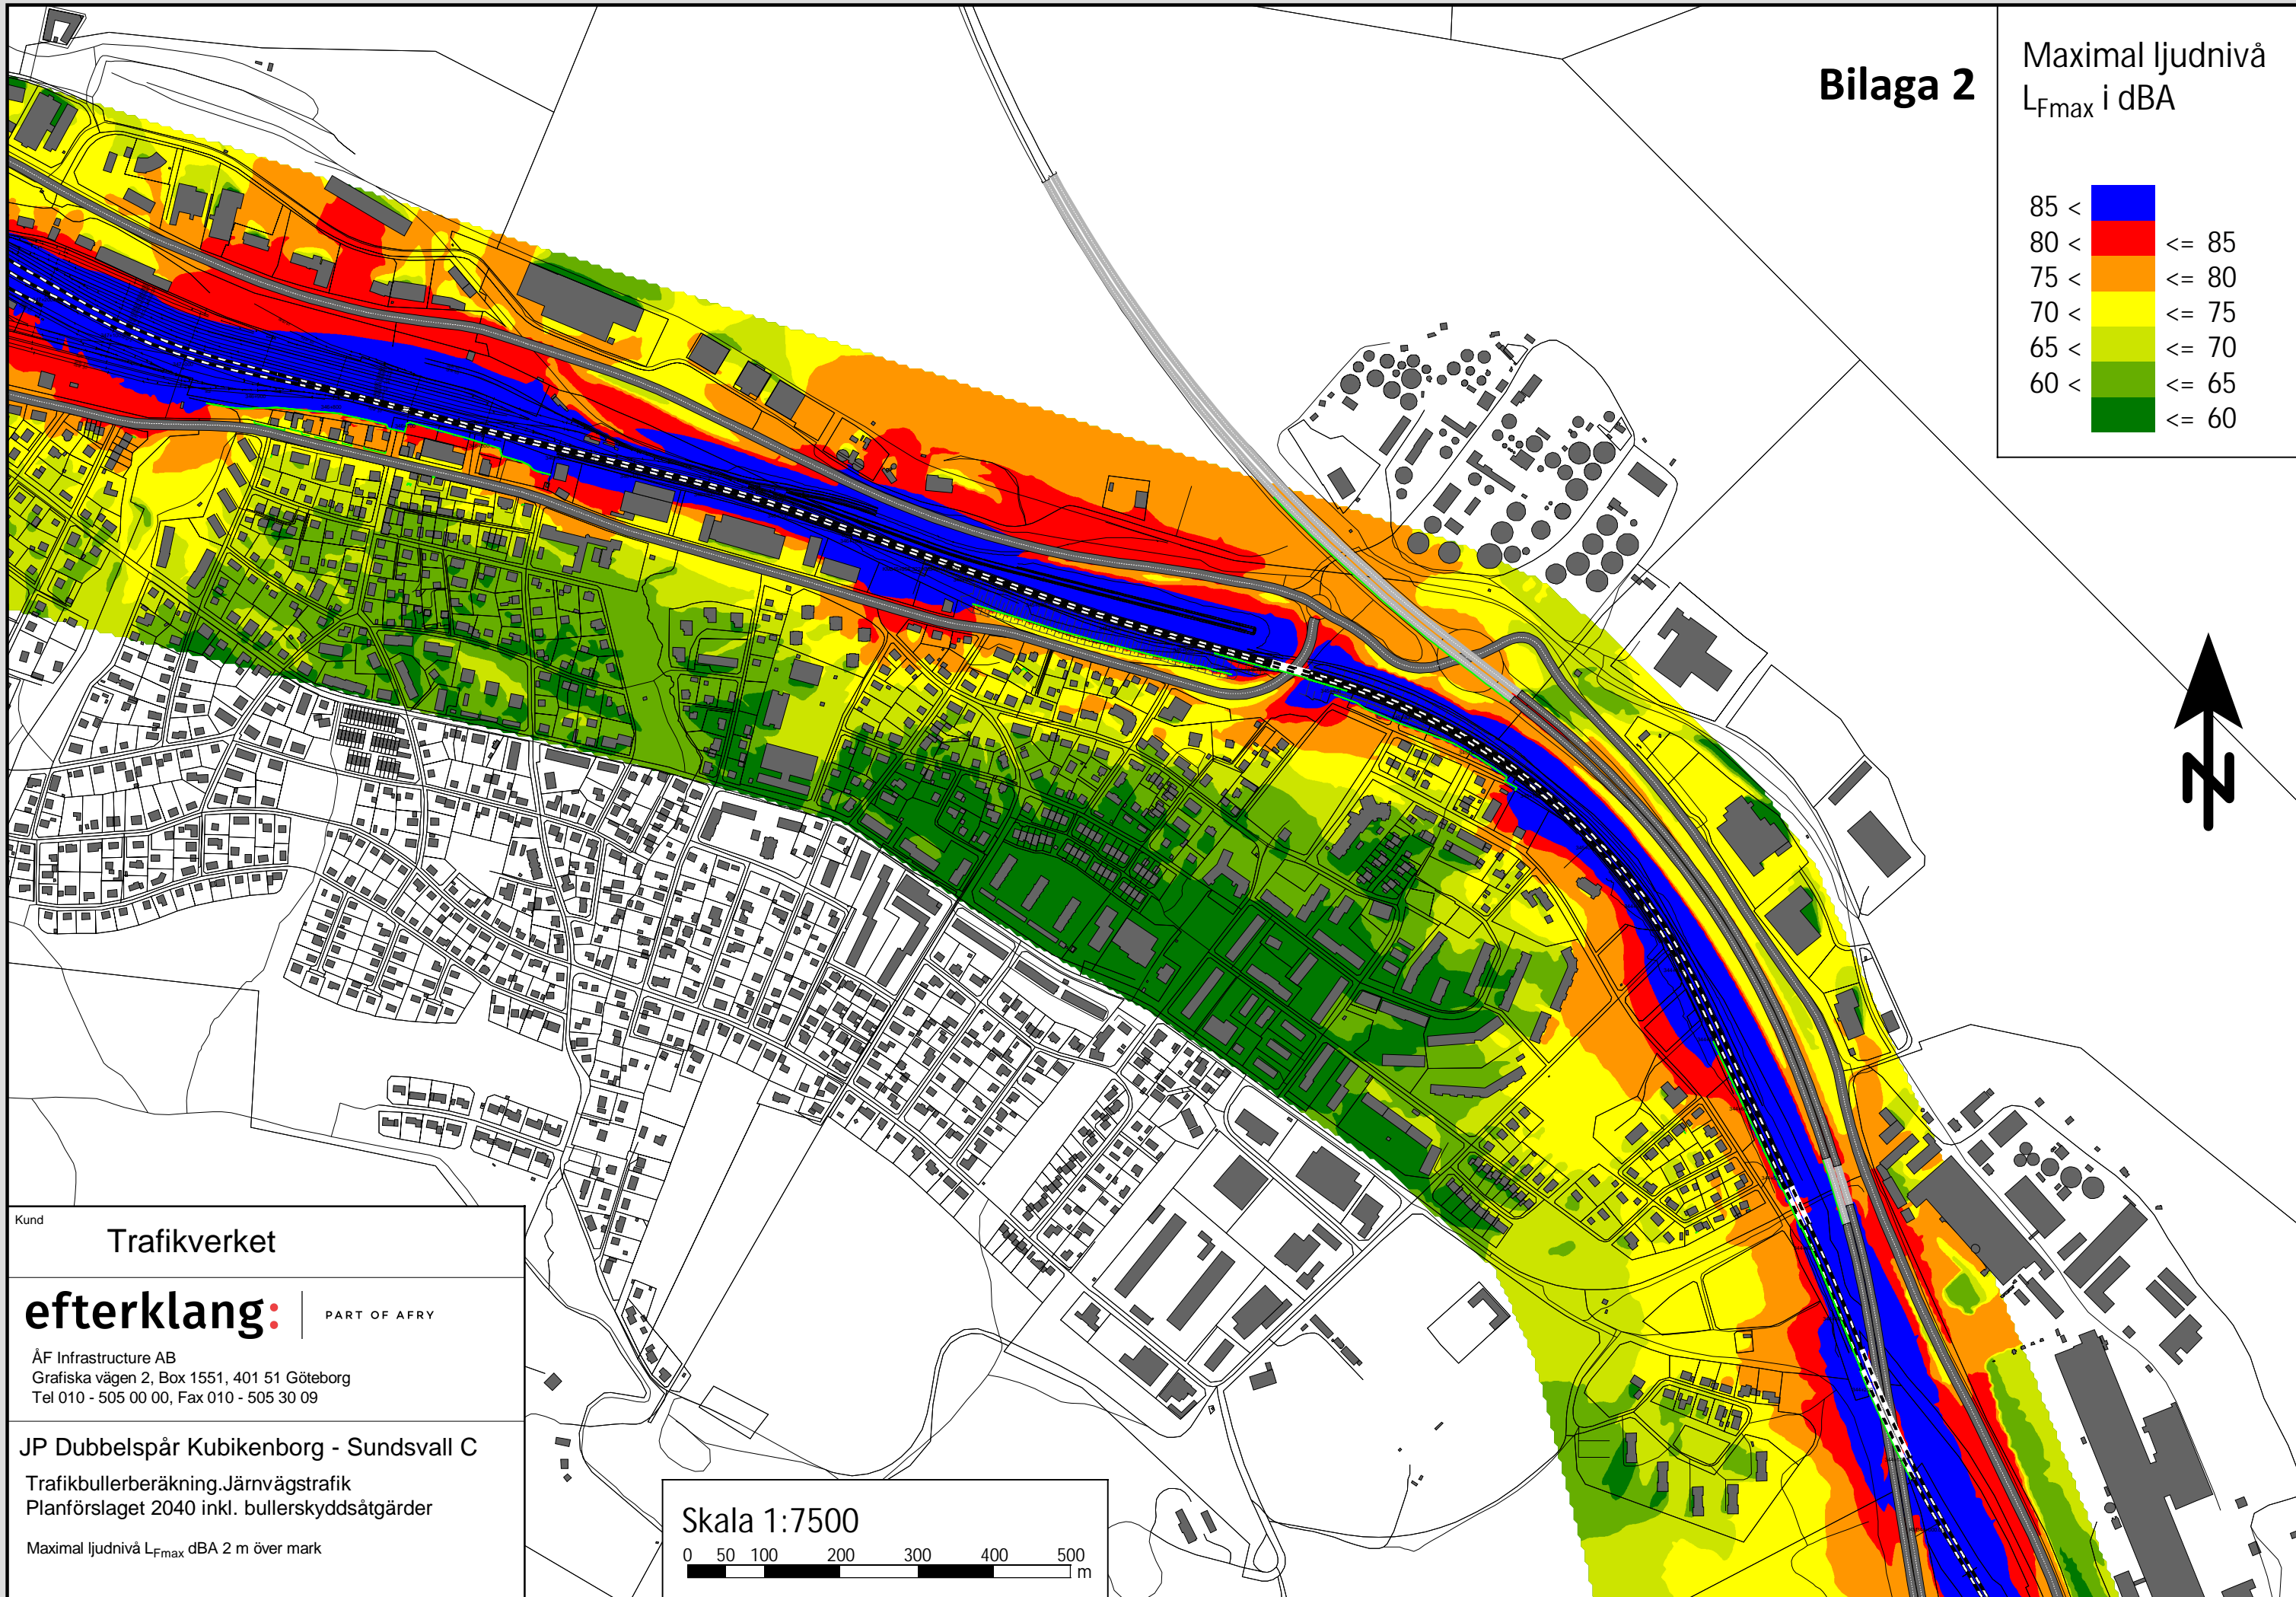 Bilaga 2
Maximal ljudnivå
LFmax i dBA
85 <
80 < <= 85
75 < <= 80
70 < <= 75
65 < <= 70
60 < <= 65
<= 60
N
Kund
Trafikverket
efterklang: PART OF AFRY
ÅF Infrastructure AB
Grafiska vägen 2, Box 1551, 401 51 Göteborg
Tel 010 - 505 00 00, Fax 010 - 505 30 09
JP Dubbelspår Kubikenborg - Sundsvall C
Trafikbullerberäkning.Järnvägstrafik
Planförslaget 2040 inkl. bullerskyddsåtgärder
Maximal ljudnivå LFmax dBA 2 m över mark
Skala 1:7500
0 50 100 200 300 400 500
m